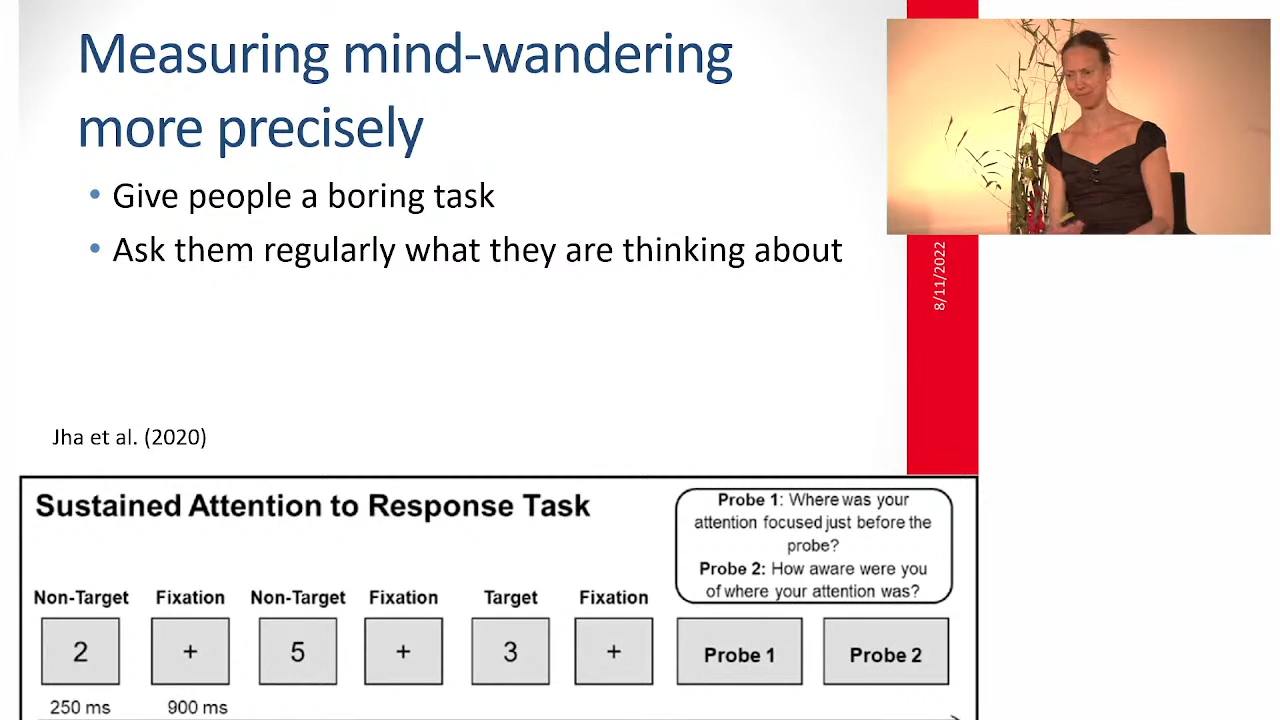 Measuring mind-wandering
more precisely
• Give people a boring task
• Ask them regularly what they are thinking about
8/11/2022
Jha et al. (2020)
Sustained Attention to Response Task
Probe 1: Where was your
attention focused just before the
probe?
Probe 2: How aware were you
of where your attention was?
Non-Target Fixation Non-Target Fixation Target Fixation
2 + 5 + 3 + Probe 1 Probe 2
250 ms 900 ms